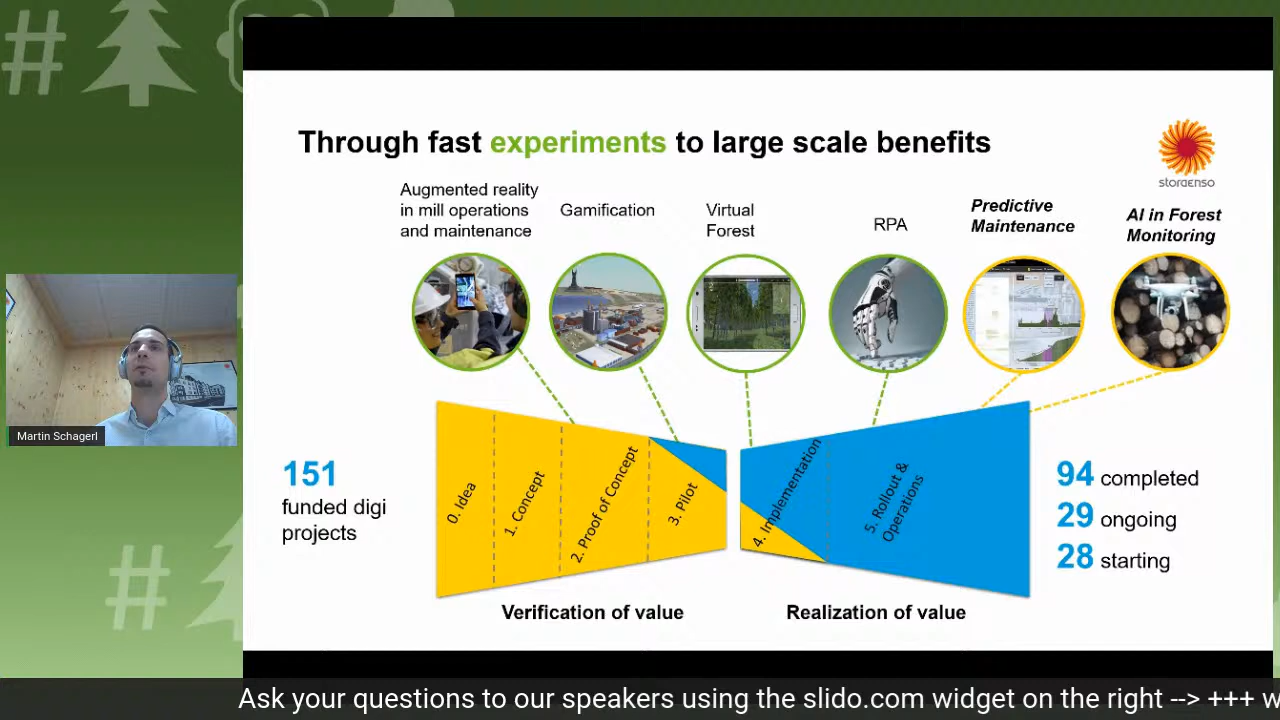 Through fast experiments to large scale benefits
storaenso
Augmented reality
in mill operations
and maintenance
Gamification
Virtual
Forest
RPA
Predictive
Maintenance
AI in Forest
Monitoring
Martin Schagerl
151
funded digi
projects
0. Idea
1. Concept
2. Proof of Concept
3. Pilot
4. Implementation
5. Rollout &
Operations
94 completed
29 ongoing
28 starting
Verification of value
Realization of value
Ask your questions to our speakers using the slido.com widget on the right --> +++ w